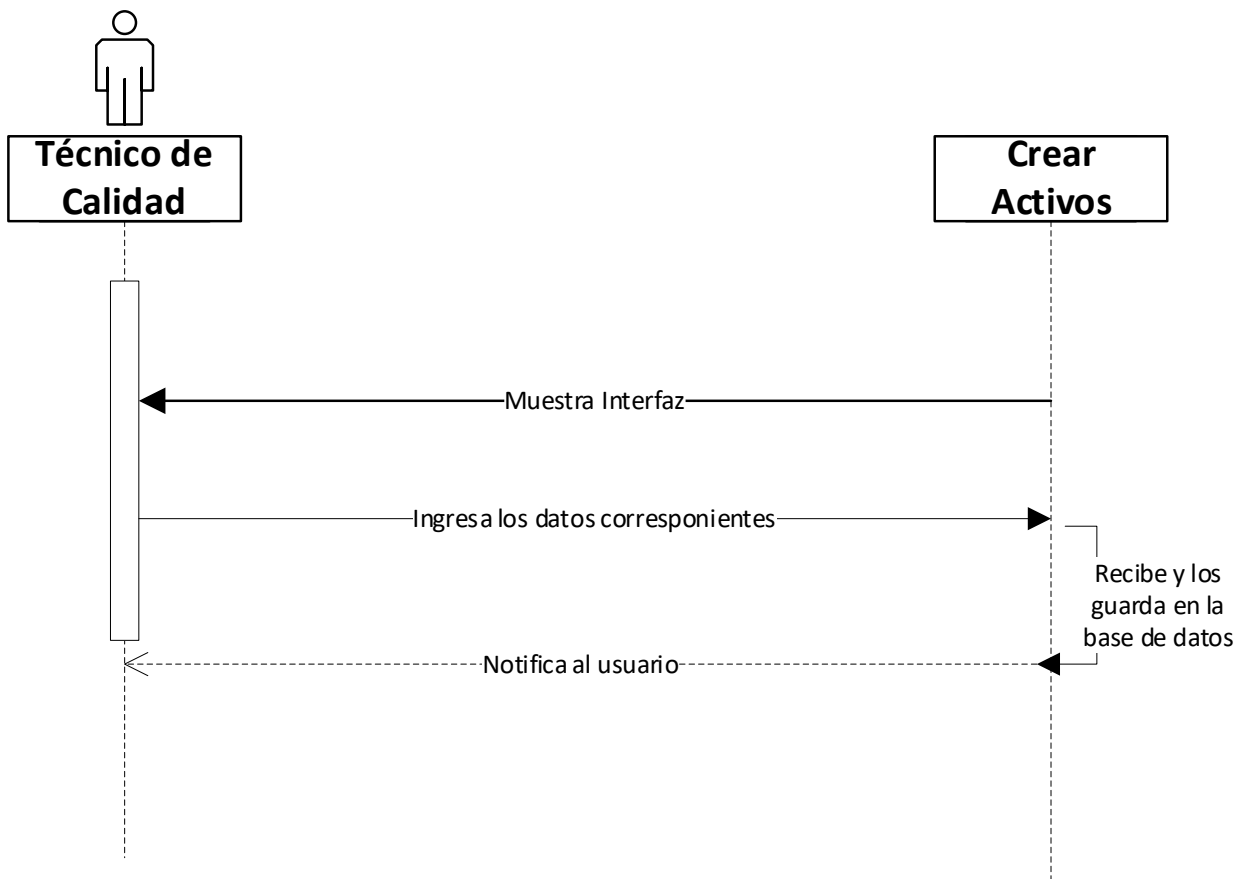 Técnico de
Calidad
Crear
Activos
Muestra Interfaz
Ingresa los datos corresponientes
Recibe y los
guarda en la
base de datos
Notifica al usuario